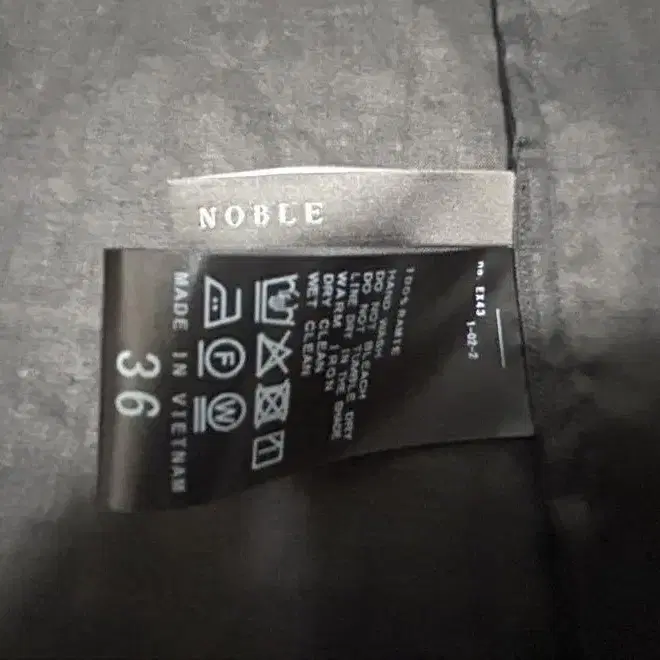 NOBLE
no. EX43
1-02-2
100% RAMIE
HAND WASH
DO NOT BLEACH
DO NOT TUMBLE DRY
LINE DRY IN THE SHADE
WARM IRON
DRY CLEAN
WET CLEAN
F
W
MADE IN VIETNAM
36